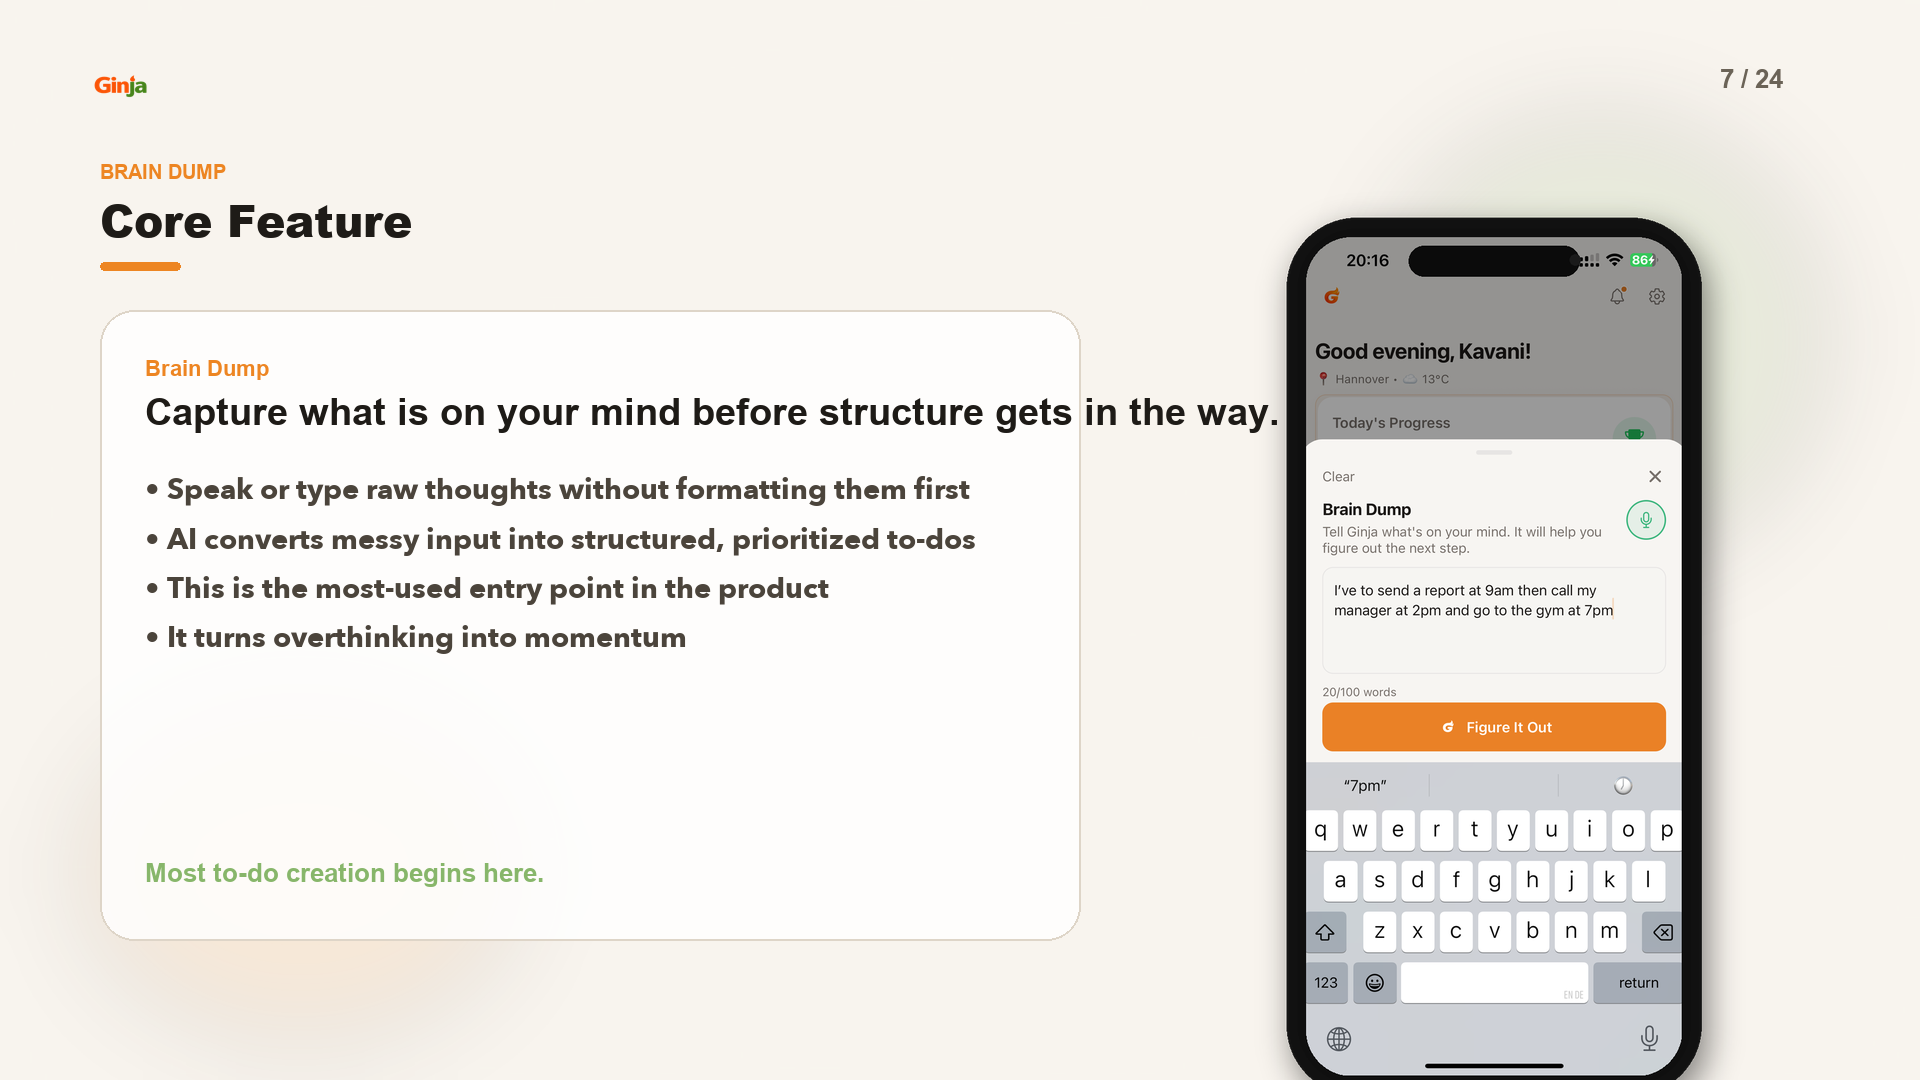 Ginja
7 / 24
BRAIN DUMP
Core Feature
Brain Dump
Capture what is on your mind before structure gets in the way.
• Speak or type raw thoughts without formatting them first
• AI converts messy input into structured, prioritized to-dos
• This is the most-used entry point in the product
• It turns overthinking into momentum
Most to-do creation begins here.
20:16
86
Good evening, Kavani!
Hannover • 13°C
Today's Progress
Clear
Brain Dump
Tell Ginja what's on your mind. It will help you
figure out the next step.
I've to send a report at 9am then call my
manager at 2pm and go to the gym at 7pm
20/100 words
Figure It Out
“7pm”
q w e r t y u i o p
a s d f g h j k l
z x c v b n m
123
EN DE
return